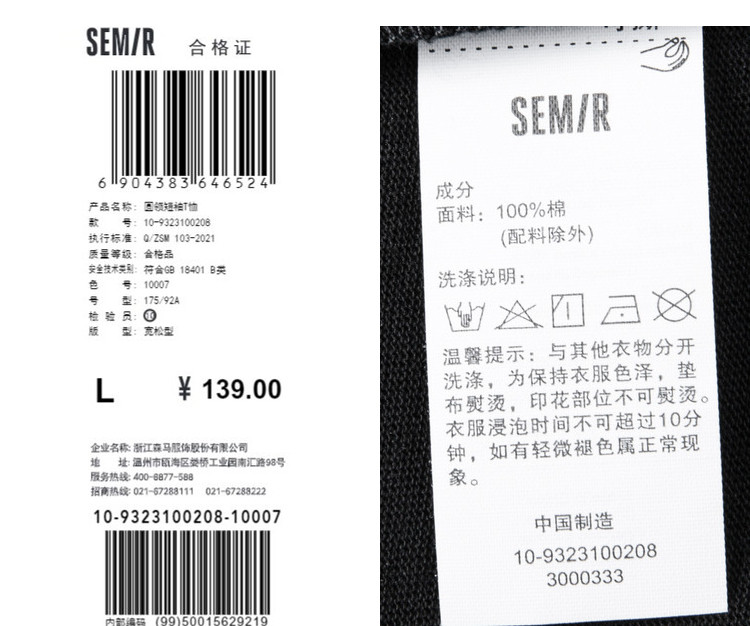 SEM/R 合格证
6 904383 646524
产品名称: 圆领短袖T恤
款 号: 10-9323100208
执行标准: Q/ZSM 103-2021
质量等级: 合格品
安全技术类别: 符合GB 18401 B类
色 号: 10007
号 型: 175/92A
检 验 员:
版 型: 宽松型
L ¥ 139.00
企业名称: 浙江森马服饰股份有限公司
地 址: 温州市瓯海区娄桥工业园南汇路98号
服务热线: 400-8877-588
招商热线: 021-67288111 021-67288222
10-9323100208-10007
内部编码 (99)50015629219
SEM/R
成分
面料: 100%棉
(配料除外)
洗涤说明:
温馨提示: 与其他衣物分开
洗涤，为保持衣服色泽，垫
布熨烫，印花部位不可熨烫。
衣服浸泡时间不可超过10分
钟，如有轻微褪色属正常现
象。
中国制造
10-9323100208
3000333